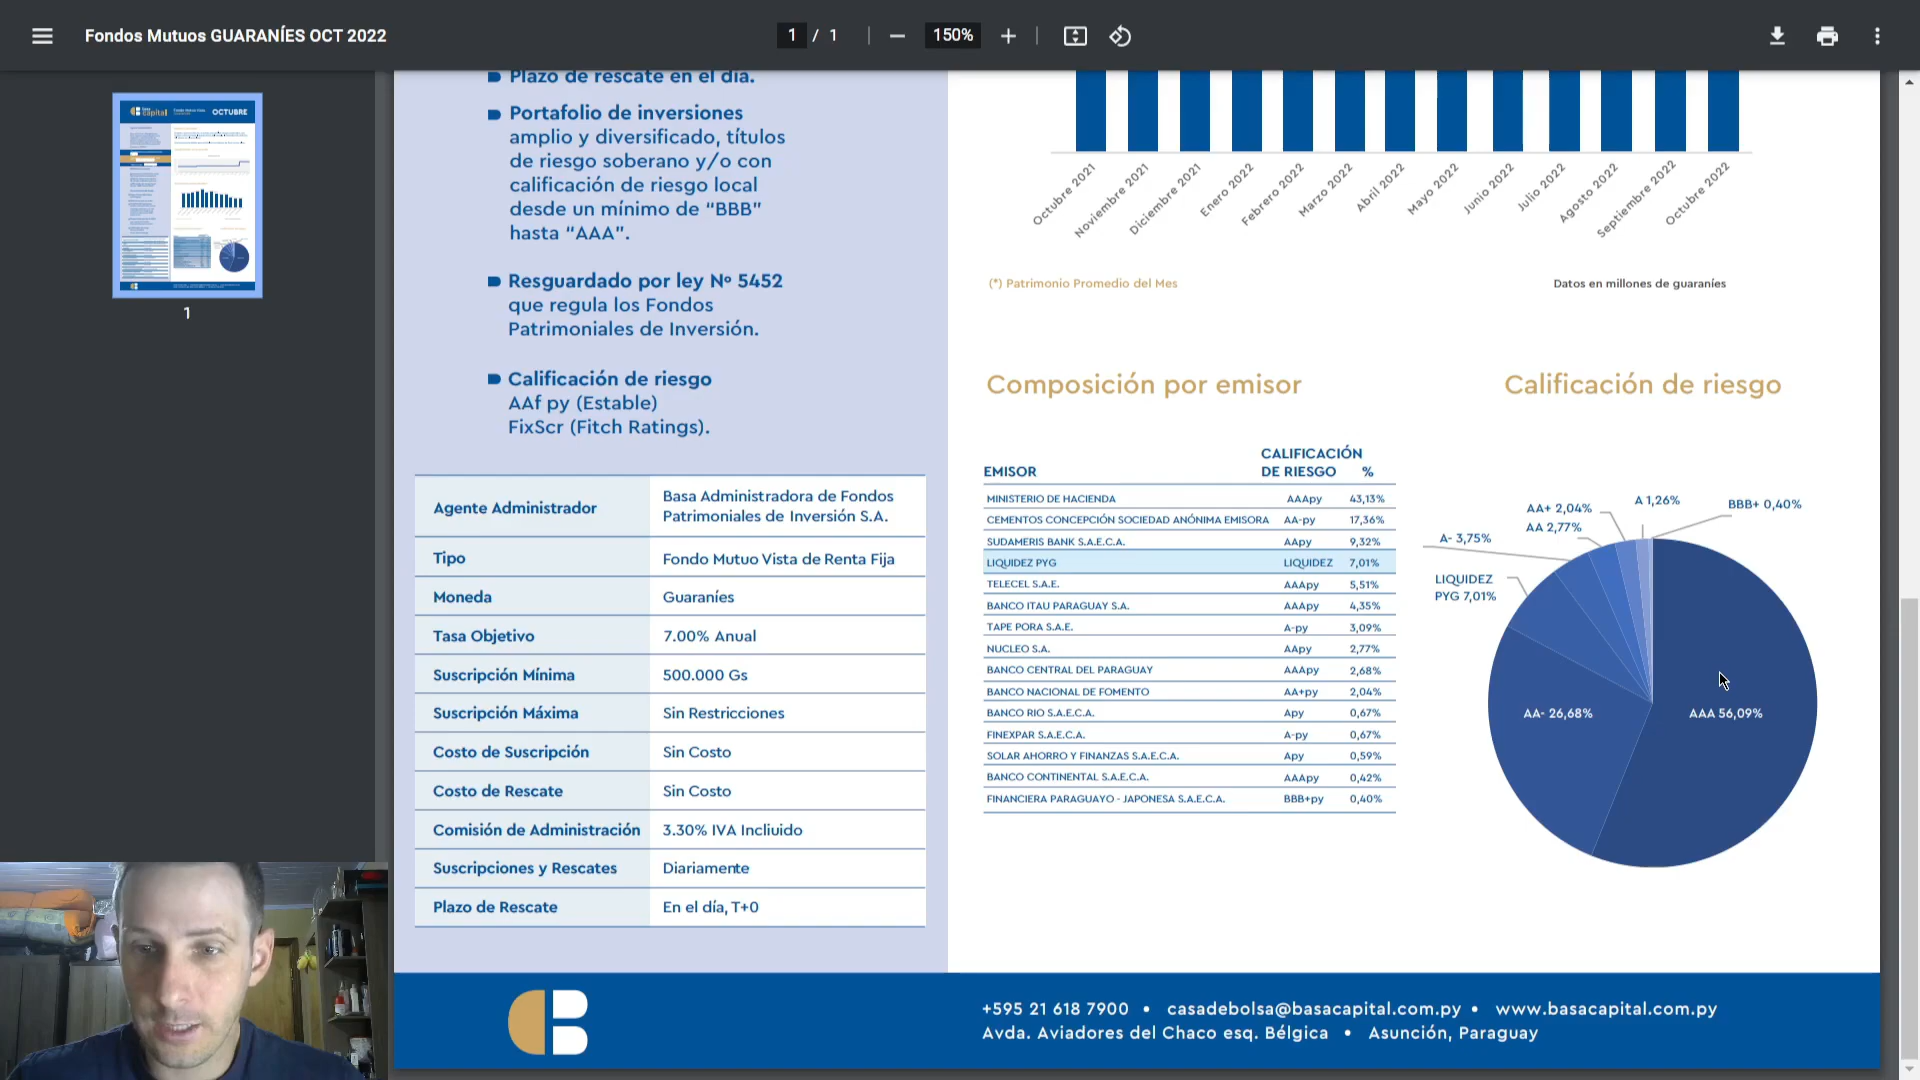 Fondos Mutuos GUARANÍES OCT 2022
1 / 1
150%
1
capital
OCTUBRE
Plazo de rescate en el día.
Portafolio de inversiones
amplio y diversificado, títulos
de riesgo soberano y/o con
calificación de riesgo local
desde un mínimo de “BBB”
hasta “AAA”.
Resguardado por ley Nº 5452
que regula los Fondos
Patrimoniales de Inversión.
Calificación de riesgo
AAf py (Estable)
FixScr (Fitch Ratings).
Agente Administrador Basa Administradora de Fondos
Patrimoniales de Inversión S.A.
Tipo Fondo Mutuo Vista de Renta Fija
Moneda Guaraníes
Tasa Objetivo 7.00% Anual
Suscripción Mínima 500.000 Gs
Suscripción Máxima Sin Restricciones
Costo de Suscripción Sin Costo
Costo de Rescate Sin Costo
Comisión de Administración 3.30% IVA Incliuido
Suscripciones y Rescates Diariamente
Plazo de Rescate En el día, T+0
Octubre 2021
Noviembre 2021
Diciembre 2021
Enero 2022
Febrero 2022
Marzo 2022
Abril 2022
Mayo 2022
Junio 2022
Julio 2022
Agosto 2022
Septiembre 2022
Octubre 2022
(*) Patrimonio Promedio del Mes
Datos en millones de guaraníes
Composición por emisor
EMISOR CALIFICACIÓN DE RIESGO %
MINISTERIO DE HACIENDA AAApy 43,13%
CEMENTOS CONCEPCIÓN SOCIEDAD ANÓNIMA EMISORA AA-py 17,36%
SUDAMERIS BANK S.A.E.C.A. AApy 9,32%
LIQUIDEZ PYG LIQUIDEZ 7,01%
TELECEL S.A.E. AAApy 5,51%
BANCO ITAU PARAGUAY S.A. AAApy 4,35%
TAPE PORA S.A.E. A-py 3,09%
NUCLEO S.A. AApy 2,77%
BANCO CENTRAL DEL PARAGUAY AAApy 2,68%
BANCO NACIONAL DE FOMENTO AA+py 2,04%
BANCO RIO S.A.E.C.A. Apy 0,67%
FINEXPAR S.A.E.C.A. A-py 0,67%
SOLAR AHORRO Y FINANZAS S.A.E.C.A. Apy 0,59%
BANCO CONTINENTAL S.A.E.C.A. AAApy 0,42%
FINANCIERA PARAGUAYO - JAPONESA S.A.E.C.A. BBB+py 0,40%
Calificación de riesgo
A 1,26%
BBB+ 0,40%
AA+ 2,04%
AA 2,77%
A- 3,75%
LIQUIDEZ
PYG 7,01%
AA- 26,68%
AAA 56,09%
+595 21 618 7900 • casadebolsa@basacapital.com.py • www.basacapital.com.py
Avda. Aviadores del Chaco esq. Bélgica • Asunción, Paraguay